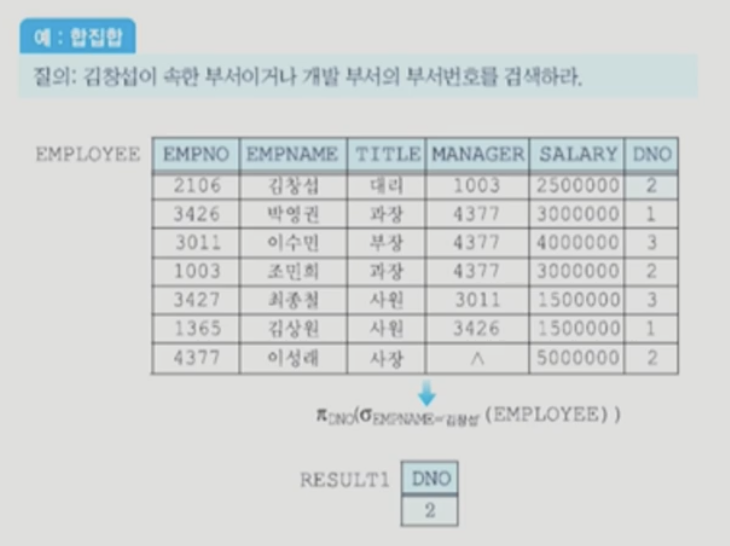 예 : 합집합
질의: 김창섭이 속한 부서이거나 개발 부서의 부서번호를 검색하라.
EMPLOYEE EMPNO EMPNAME TITLE MANAGER SALARY DNO
2106 김창섭 대리 1003 2500000 2
3426 박영권 과장 4377 3000000 1
3011 이수민 부장 4377 4000000 3
1003 조민희 과장 4377 3000000 2
3427 최종철 사원 3011 1500000 3
1365 김상원 사원 3426 1500000 1
4377 이성래 사장 ∧ 5000000 2
πDNO(σEMPNAME='김창섭'(EMPLOYEE))
RESULT1 DNO
2